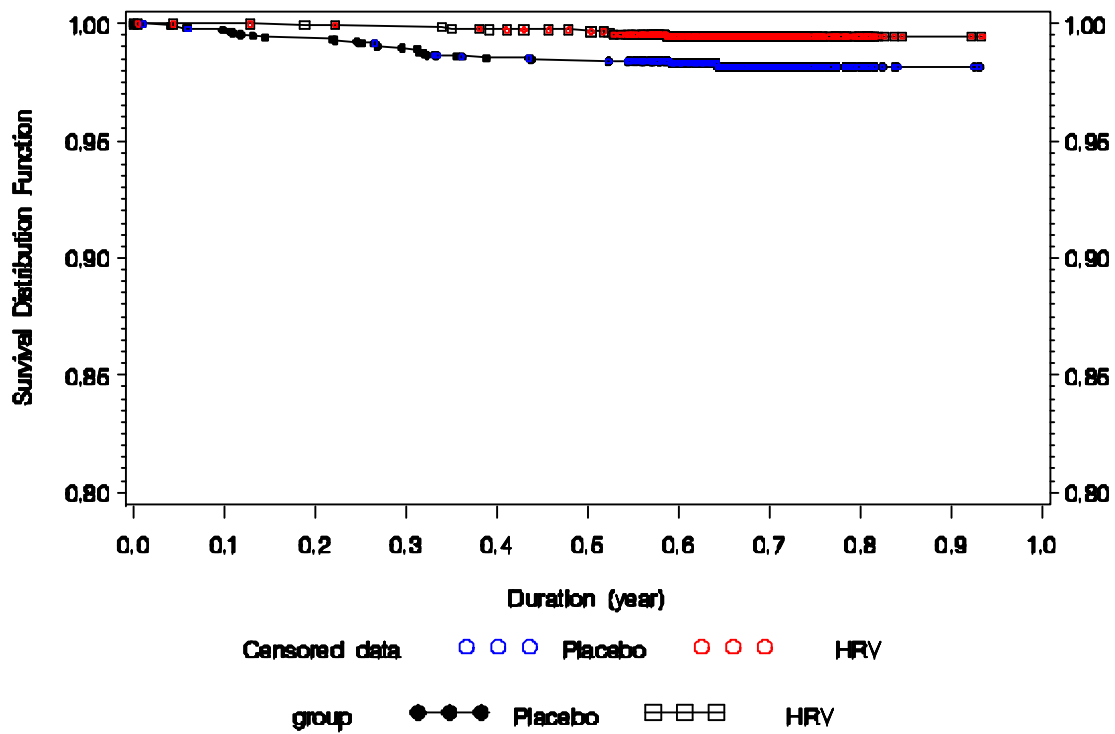 1.00 1.00
0,95 0,95
0,90 0,90
0,85 0,85
0,80 0,80
Survival Distribution Function
0,0 0,1 0,2 0,3 0,4 0,5 0,6 0,7 0,8 0,9 1,0
Duration (year)
Censored data Placebo HRV
group Placebo HRV